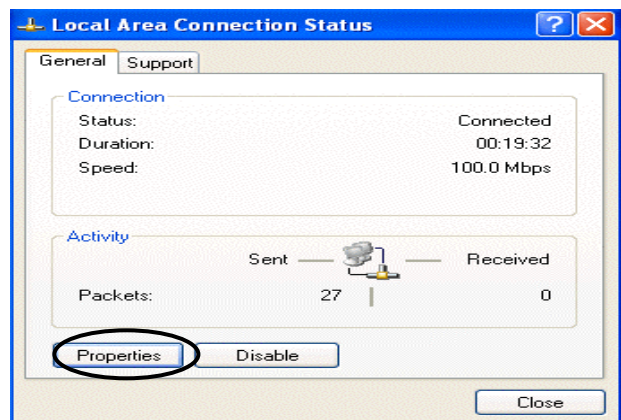 Local Area Connection Status
General Support
Connection
Status: Connected
Duration: 00:19:32
Speed: 100.0 Mbps
Activity
Sent Received
Packets: 27 0
Properties Disable
Close